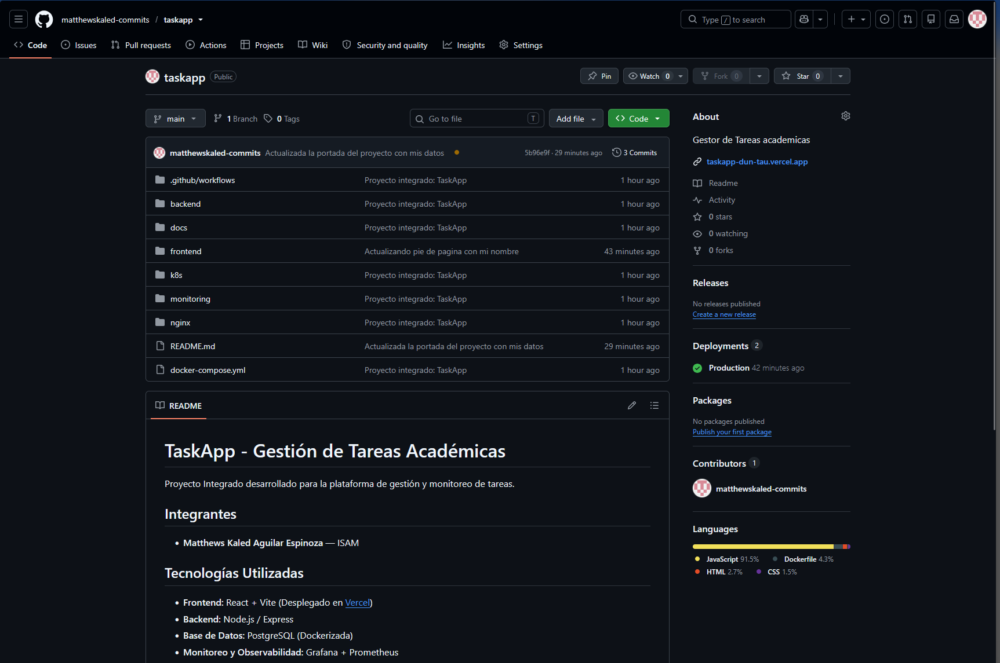 matthewskaled-commits / taskapp
Type / to search
Code
Issues
Pull requests
Actions
Projects
Wiki
Security and quality
Insights
Settings
taskapp Public
Pin
Watch 0
Fork 0
Star 0
main
1 Branch
0 Tags
Go to file T
Add file
Code
matthewskaled-commits Actualizada la portada del proyecto con mis datos 5b96e9f · 29 minutes ago 3 Commits
.github/workflows Proyecto integrado: TaskApp 1 hour ago
backend Proyecto integrado: TaskApp 1 hour ago
docs Proyecto integrado: TaskApp 1 hour ago
frontend Actualizando pie de pagina con mi nombre 43 minutes ago
k8s Proyecto integrado: TaskApp 1 hour ago
monitoring Proyecto integrado: TaskApp 1 hour ago
nginx Proyecto integrado: TaskApp 1 hour ago
README.md Actualizada la portada del proyecto con mis datos 29 minutes ago
docker-compose.yml Proyecto integrado: TaskApp 1 hour ago
README
TaskApp - Gestión de Tareas Académicas
Proyecto Integrado desarrollado para la plataforma de gestión y monitoreo de tareas.
Integrantes
• Matthews Kaled Aguilar Espinoza — ISAM
Tecnologías Utilizadas
• Frontend: React + Vite (Desplegado en Vercel)
• Backend: Node.js / Express
• Base de Datos: PostgreSQL (Dockerizada)
• Monitoreo y Observabilidad: Grafana + Prometheus
About
Gestor de Tareas academicas
taskapp-dun-tau.vercel.app
Readme
Activity
0 stars
0 watching
0 forks
Releases
No releases published
Create a new release
Deployments 2
Production 42 minutes ago
Packages
No packages published
Publish your first package
Contributors 1
matthewskaled-commits
Languages
JavaScript 91.5% Dockerfile 4.3%
HTML 2.7% CSS 1.5%